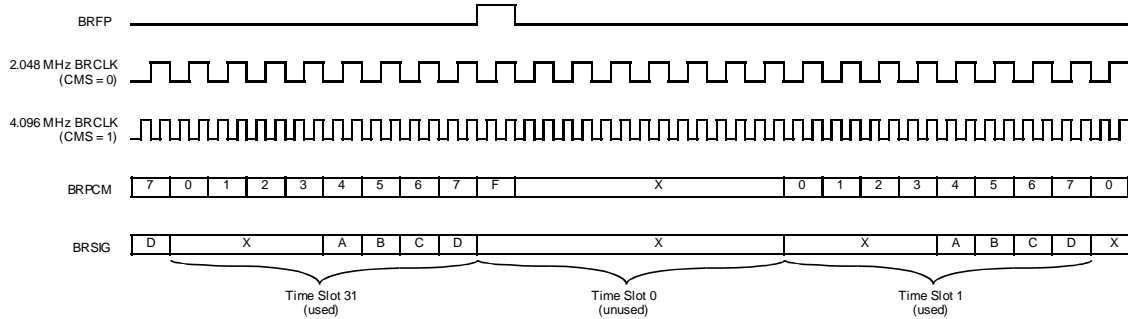 BRFP
2.048 MHz BRCLK
(CMS = 0)
4.096 MHz BRCLK
(CMS = 1)
BRPCM 7 0 1 2 3 4 5 6 7 F X 0 1 2 3 4 5 6 7 0
BRSIG D X A B C D X X A B C D X
Time Slot 31
(used)
Time Slot 0
(unused)
Time Slot 1
(used)